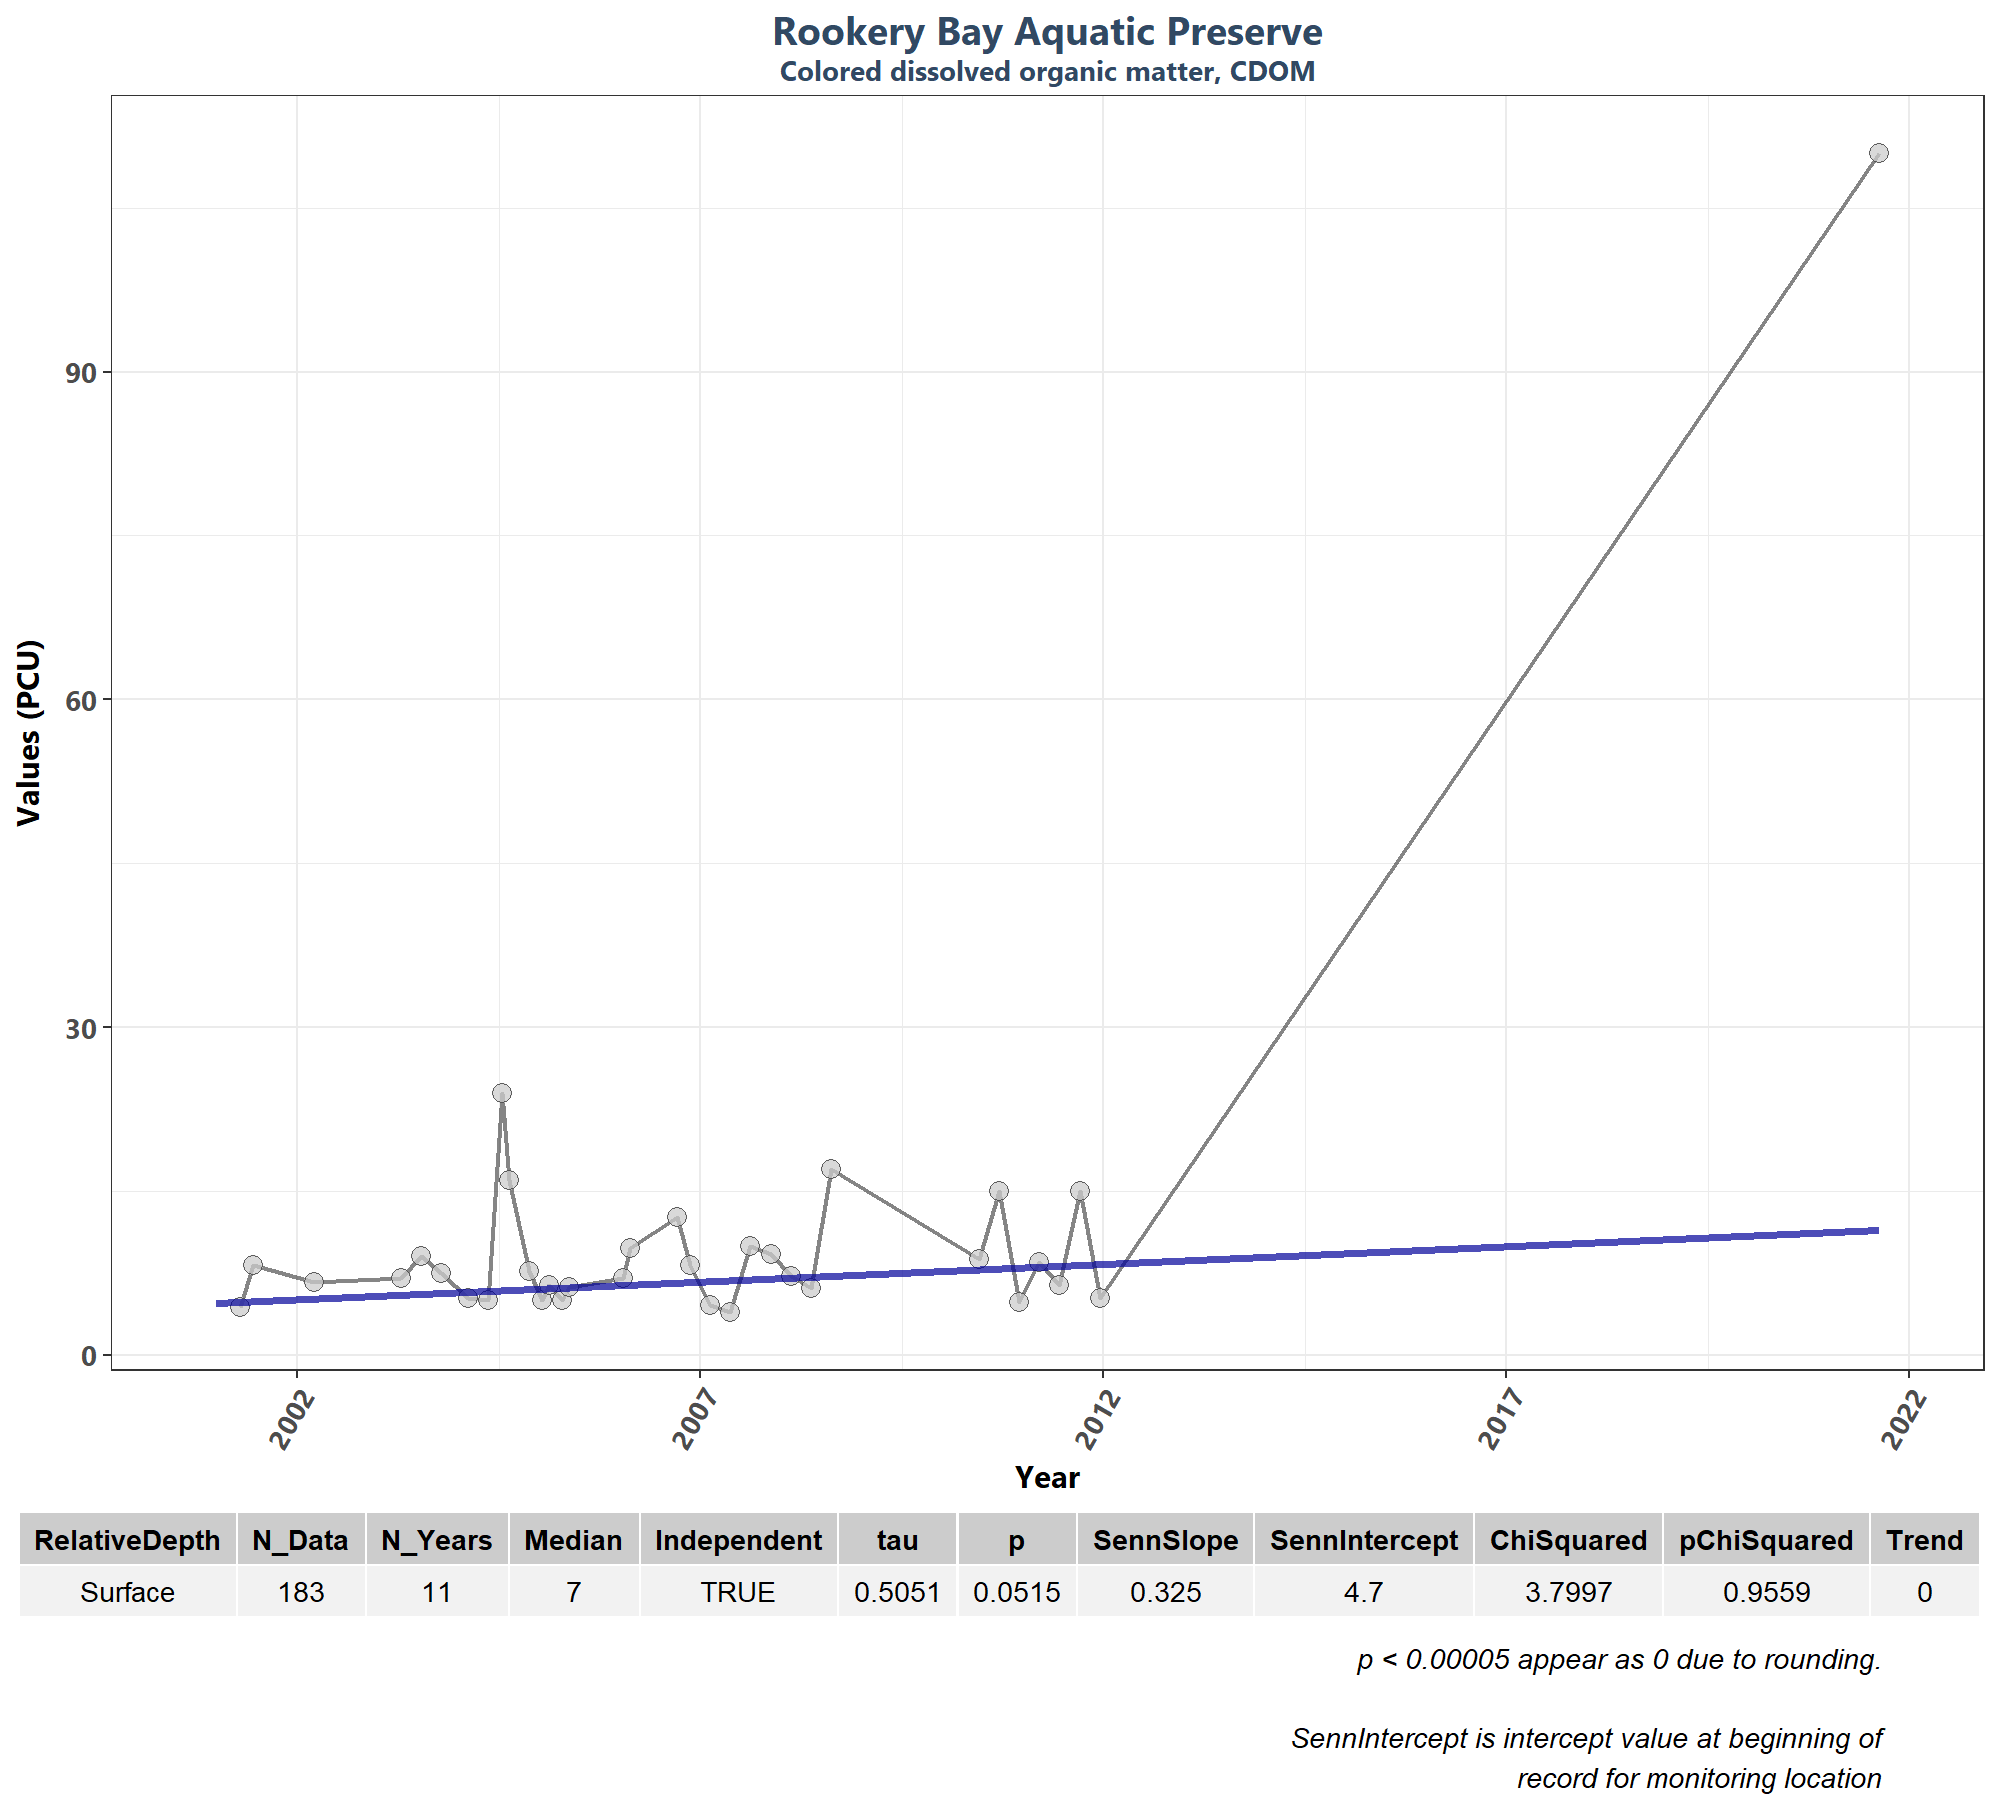 Rookery Bay Aquatic Preserve
Colored dissolved organic matter, CDOM
Values (PCU)
90
60
30
0
2002 2007 2012 2017 2022
Year
RelativeDepth N_Data N_Years Median Independent tau p SennSlope SennIntercept ChiSquared pChiSquared Trend
Surface 183 11 7 TRUE 0.5051 0.0515 0.325 4.7 3.7997 0.9559 0
p < 0.00005 appear as 0 due to rounding.
SennIntercept is intercept value at beginning of
record for monitoring location